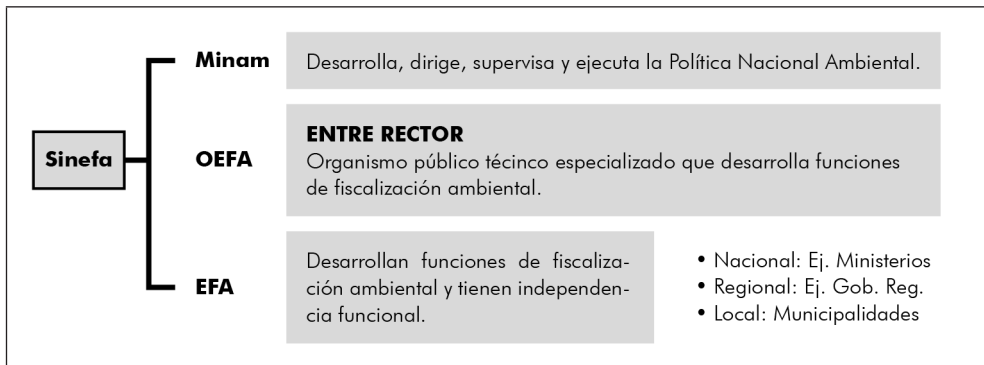 Minam
Desarrolla, dirige, supervisa y ejecuta la Política Nacional Ambiental.
Sinefa
OEFA
ENTRE RECTOR
Organismo público técinco especializado que desarrolla funciones
de fiscalización ambiental.
EFA
Desarrollan funciones de fiscaliza-
ción ambiental y tienen independen-
cia funcional.
• Nacional: Ej. Ministerios
• Regional: Ej. Gob. Reg.
• Local: Municipalidades